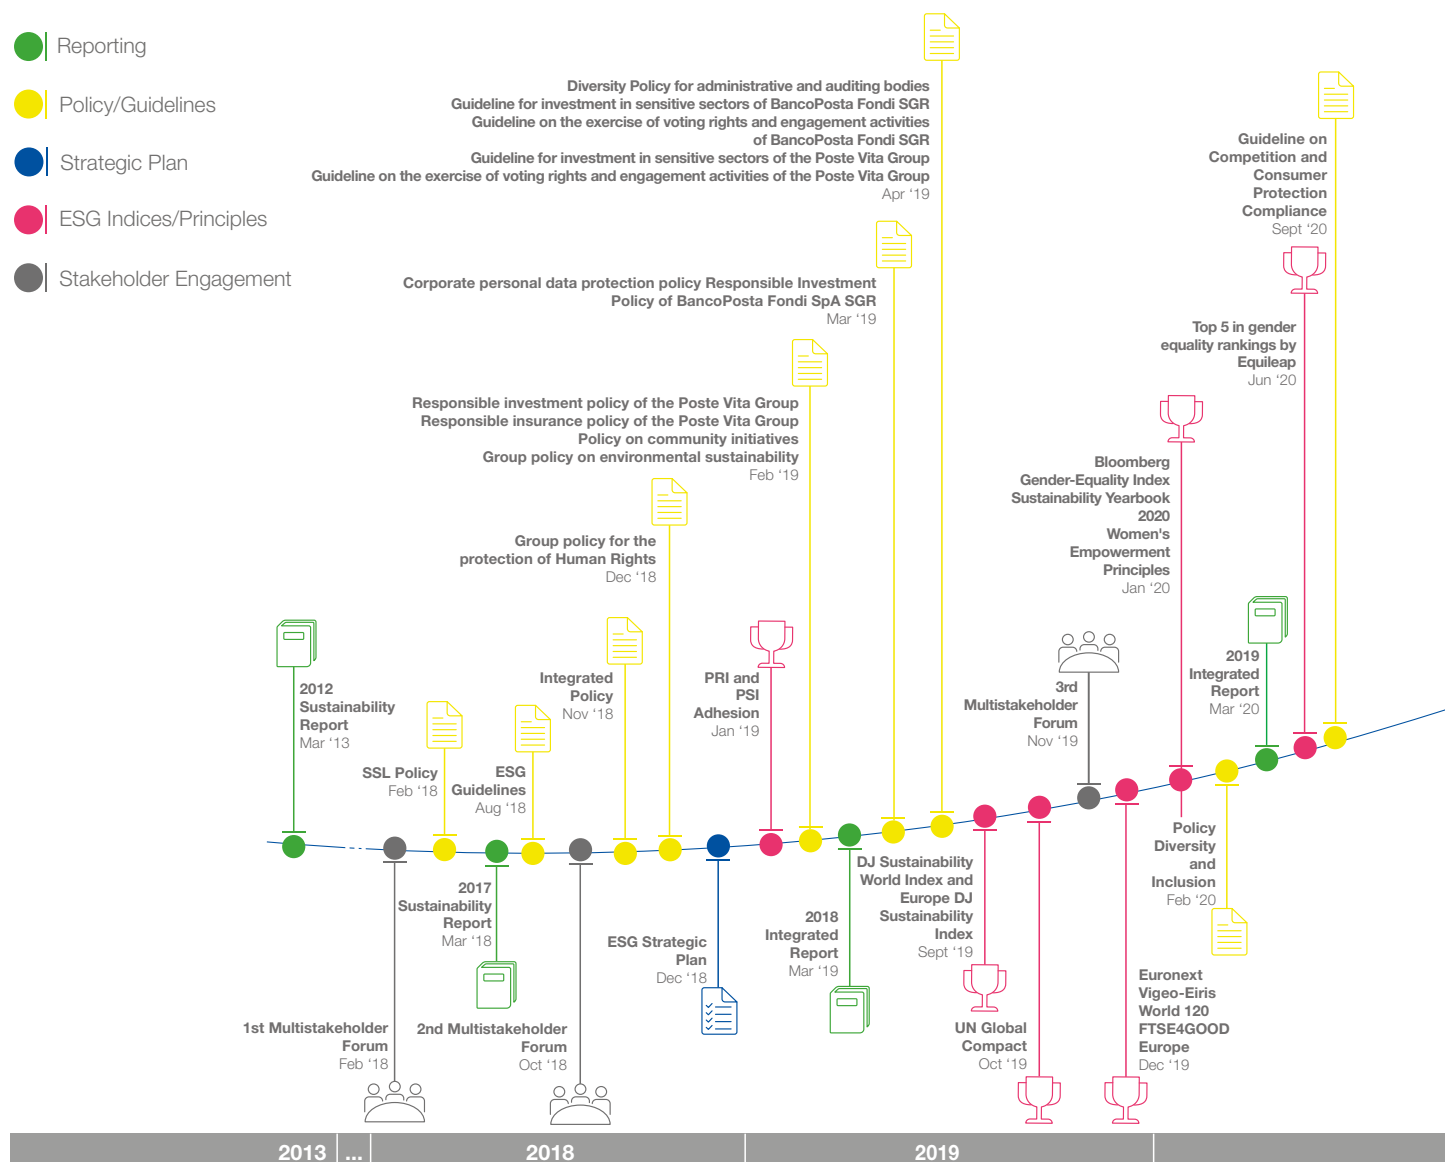 Reporting
Policy/Guidelines
Strategic Plan
ESG Indices/Principles
Stakeholder Engagement
Diversity Policy for administrative and auditing bodies
Guideline for investment in sensitive sectors of BancoPosta Fondi SGR
Guideline on the exercise of voting rights and engagement activities
of BancoPosta Fondi SGR
Guideline for investment in sensitive sectors of the Poste Vita Group
Guideline on the exercise of voting rights and engagement activities of the Poste Vita Group
Apr ‘19
Guideline on
Competition and
Consumer
Protection
Compliance
Sept ‘20
Corporate personal data protection policy Responsible Investment
Policy of BancoPosta Fondi SpA SGR
Mar ‘19
Top 5 in gender
equality rankings by
Equileap
Jun ‘20
Responsible investment policy of the Poste Vita Group
Responsible insurance policy of the Poste Vita Group
Policy on community initiatives
Group policy on environmental sustainability
Feb ‘19
Bloomberg
Gender-Equality Index
Sustainability Yearbook
2020
Women's
Empowerment
Principles
Jan ‘20
Group policy for the
protection of Human Rights
Dec ‘18
2012
Sustainability
Report
Mar ‘13
SSL Policy
Feb ‘18
ESG
Guidelines
Aug ‘18
Integrated
Policy
Nov ‘18
PRI and
PSI
Adhesion
Jan ‘19
3rd
Multistakeholder
Forum
Nov ‘19
2019
Integrated
Report
Mar ‘20
1st Multistakeholder
Forum
Feb ‘18
2017
Sustainability
Report
Mar ‘18
2nd Multistakeholder
Forum
Oct ‘18
ESG Strategic
Plan
Dec ‘18
2018
Integrated
Report
Mar ‘19
DJ Sustainability
World Index and
Europe DJ
Sustainability
Index
Sept ‘19
UN Global
Compact
Oct ‘19
Euronext
Vigeo-Eiris
World 120
FTSE4GOOD
Europe
Dec ‘19
Policy
Diversity
and
Inclusion
Feb ‘20
2013
...
2018
2019